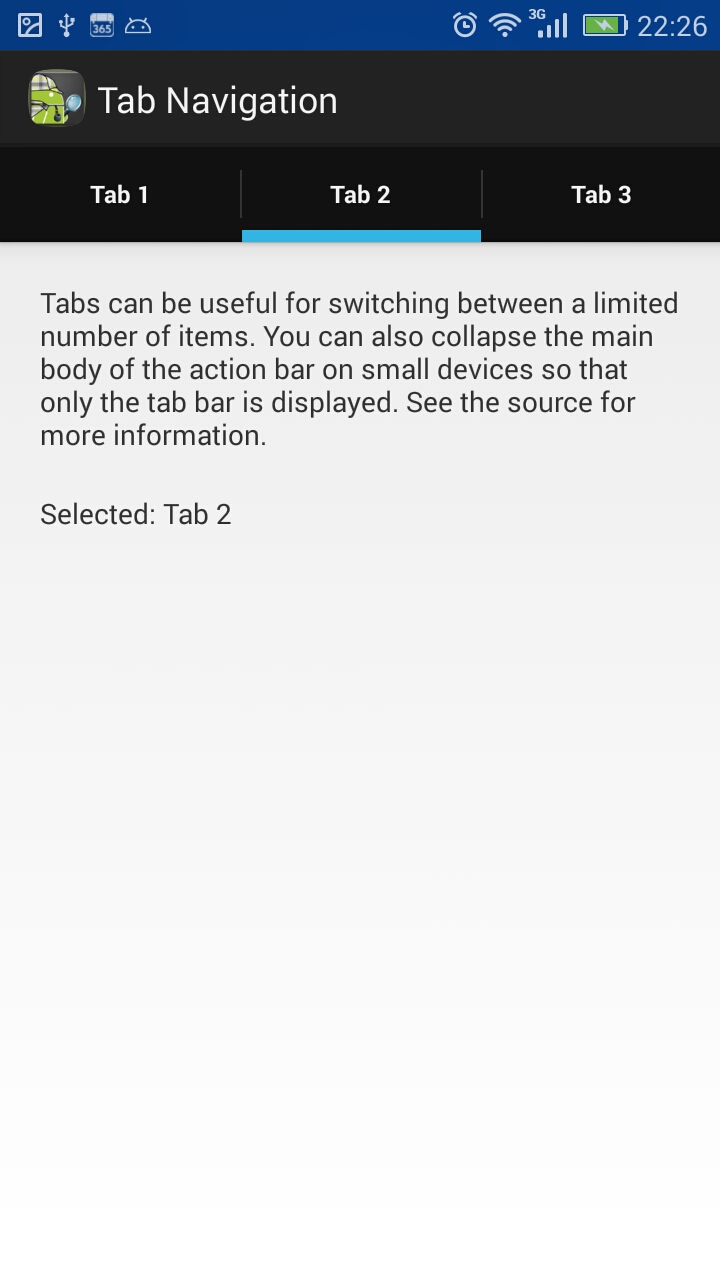 365
3G
22:26
Tab Navigation
Tab 1
Tab 2
Tab 3
Tabs can be useful for switching between a limited
number of items. You can also collapse the main
body of the action bar on small devices so that
only the tab bar is displayed. See the source for
more information.
Selected: Tab 2